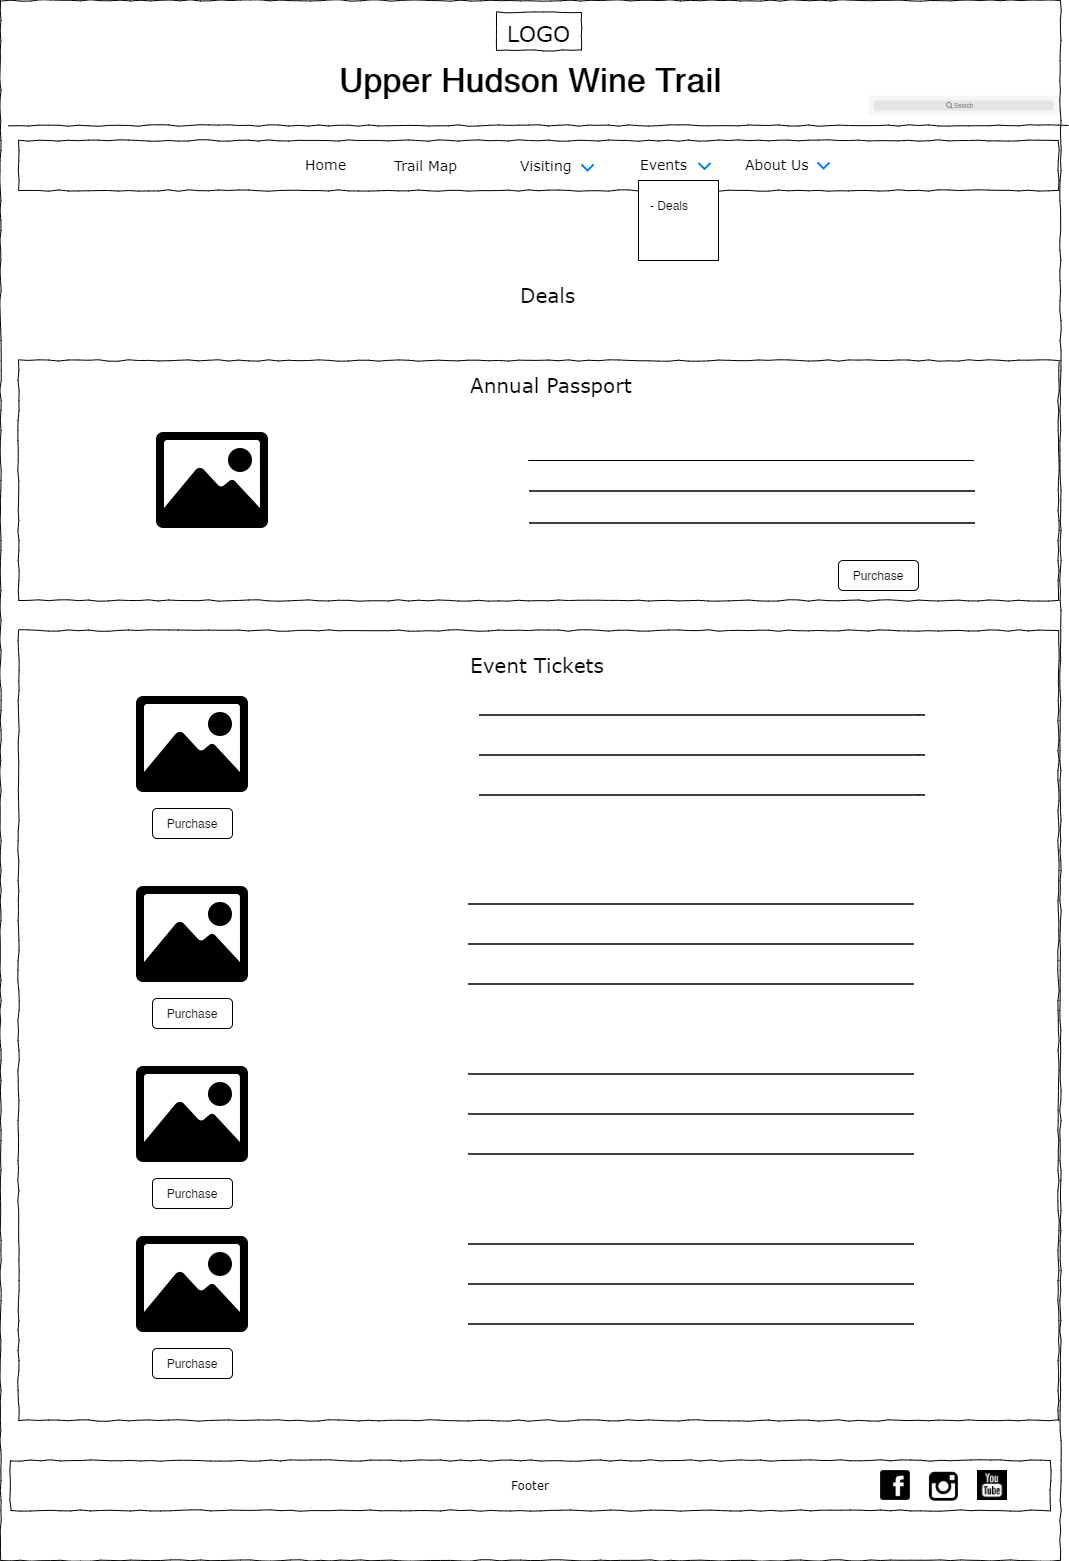 LOGO
Upper Hudson Wine Trail
Search
Home Trail Map Visiting Events About Us
- Deals
Deals
Annual Passport
Purchase
Event Tickets
Purchase
Purchase
Purchase
Purchase
Footer
You
Tube